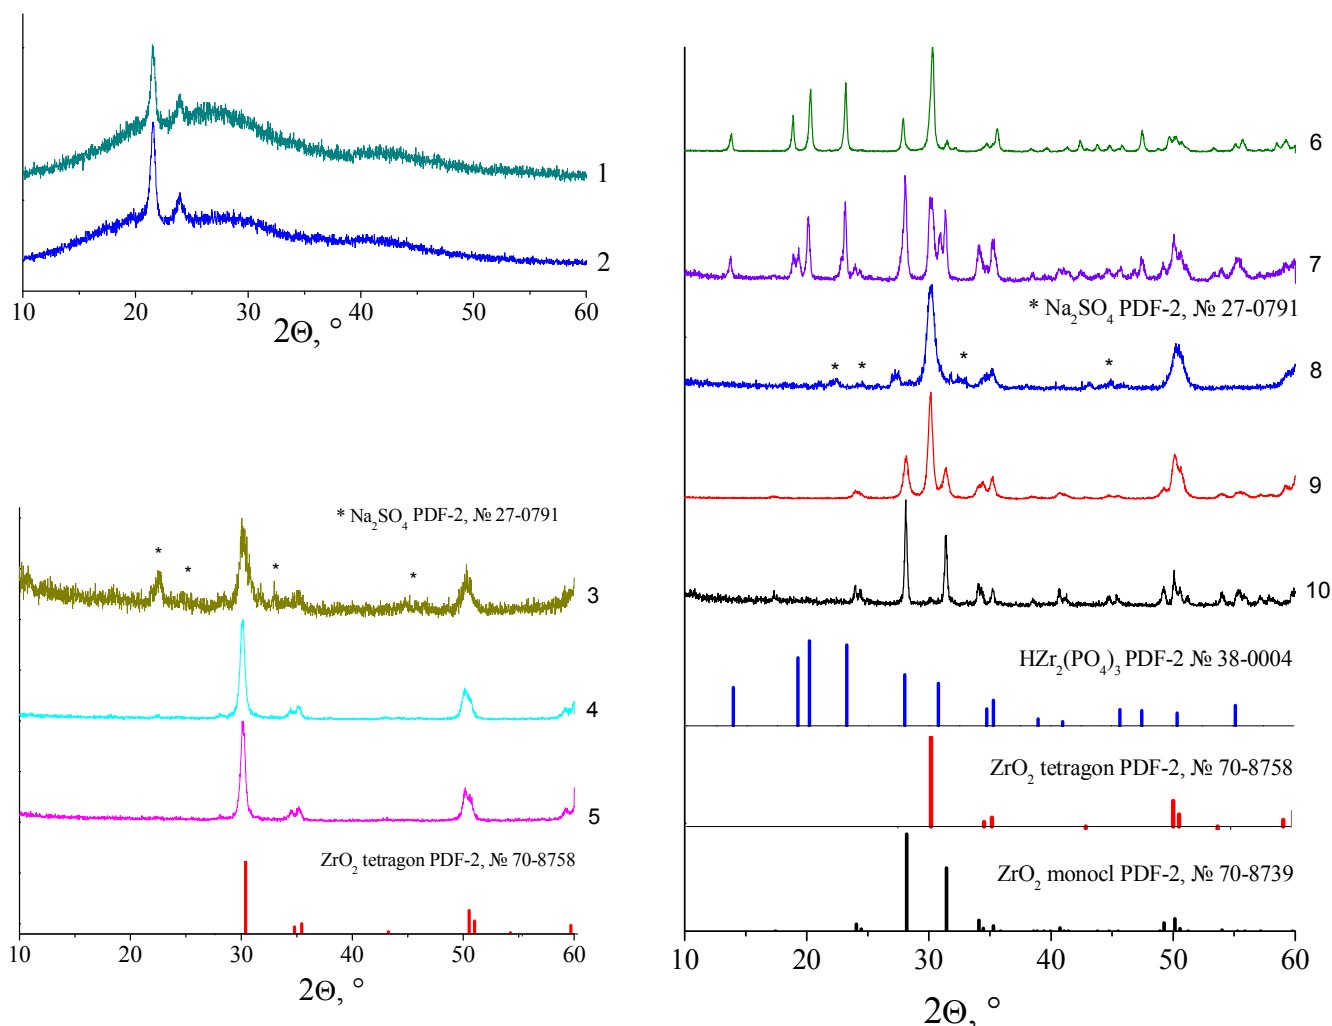 1
2
10 20 30 40 50 60
2Θ, °
* Na₂SO₄ PDF-2, № 27-0791
3
4
5
ZrO₂ tetragon PDF-2, № 70-8758
10 20 30 40 50 60
2Θ, °
6
7
* Na₂SO₄ PDF-2, № 27-0791
* * * *
8
9
10
HZr₂(PO₄)₃ PDF-2 № 38-0004
ZrO₂ tetragon PDF-2, № 70-8758
ZrO₂ monocl PDF-2, № 70-8739
10 20 30 40 50 60
2Θ, °